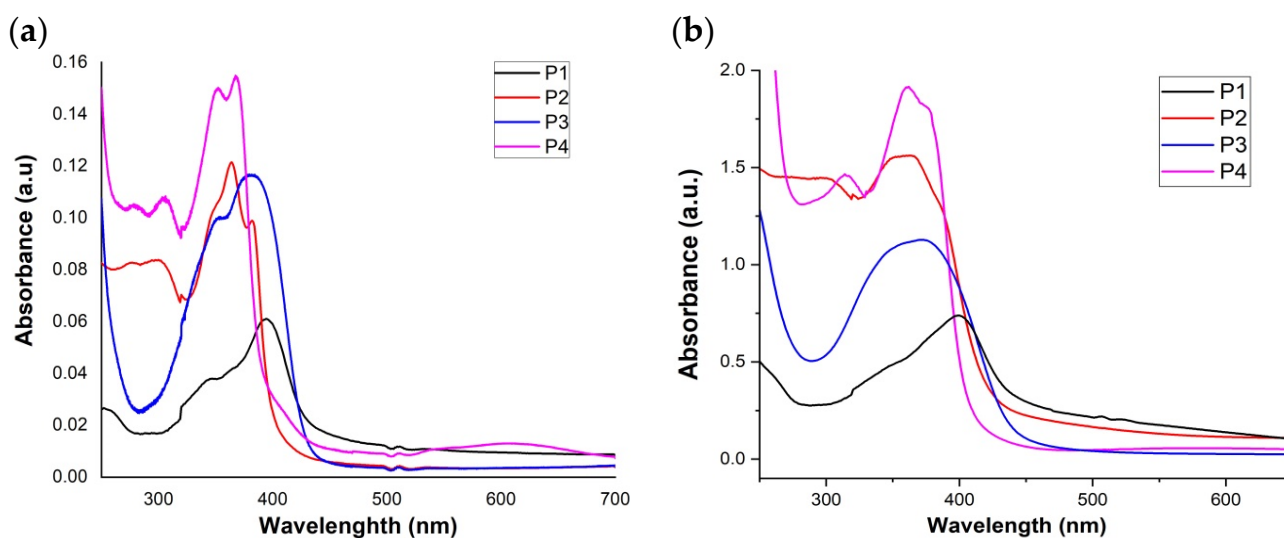 (a)
0.16
0.14
0.12
0.10
0.08
0.06
0.04
0.02
0.00
Absorbance (a.u)
300
400
500
600
700
Wavelenghth (nm)
P1
P2
P3
P4
(b)
2.0
1.5
1.0
0.5
0.0
Absorbance (a.u.)
300
400
500
600
Wavelength (nm)
P1
P2
P3
P4